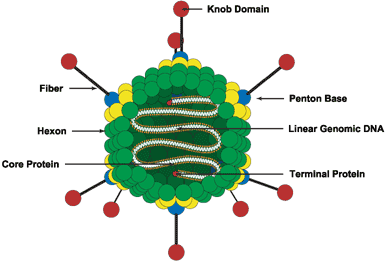 Knob Domain
Fiber
Penton Base
Hexon
Linear Genomic DNA
Core Protein
Terminal Protein